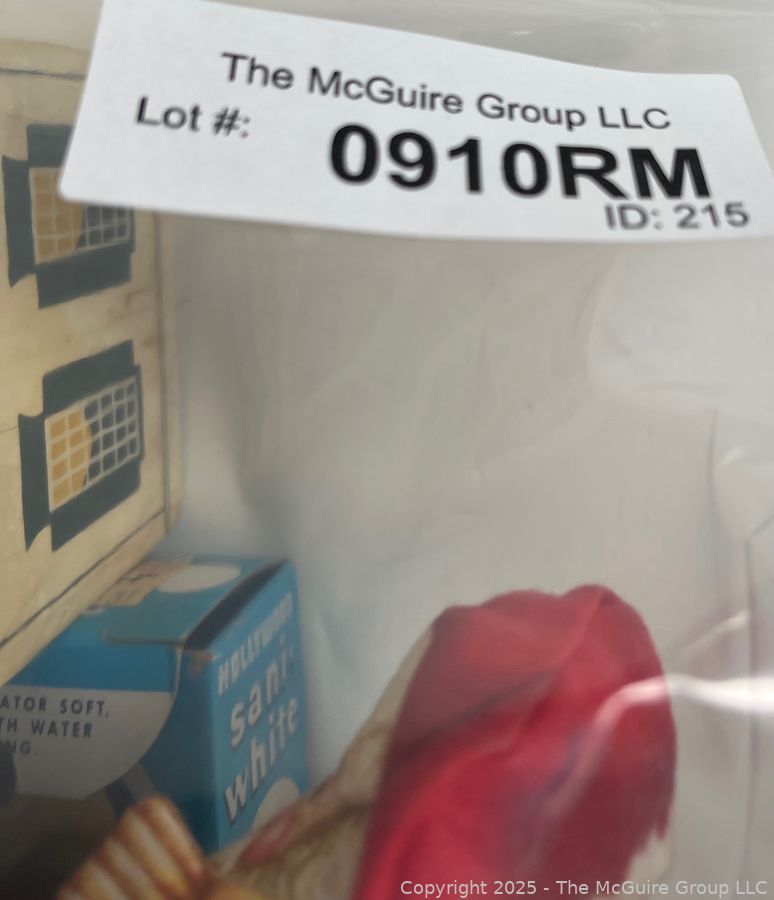 The McGuire Group LLC
Lot #: 0910RM
ID: 215
HOLLYWOOD
sani-
white
ATOR SOFT,
TH WATER
NG.
Copyright 2025 - The McGuire Group LLC